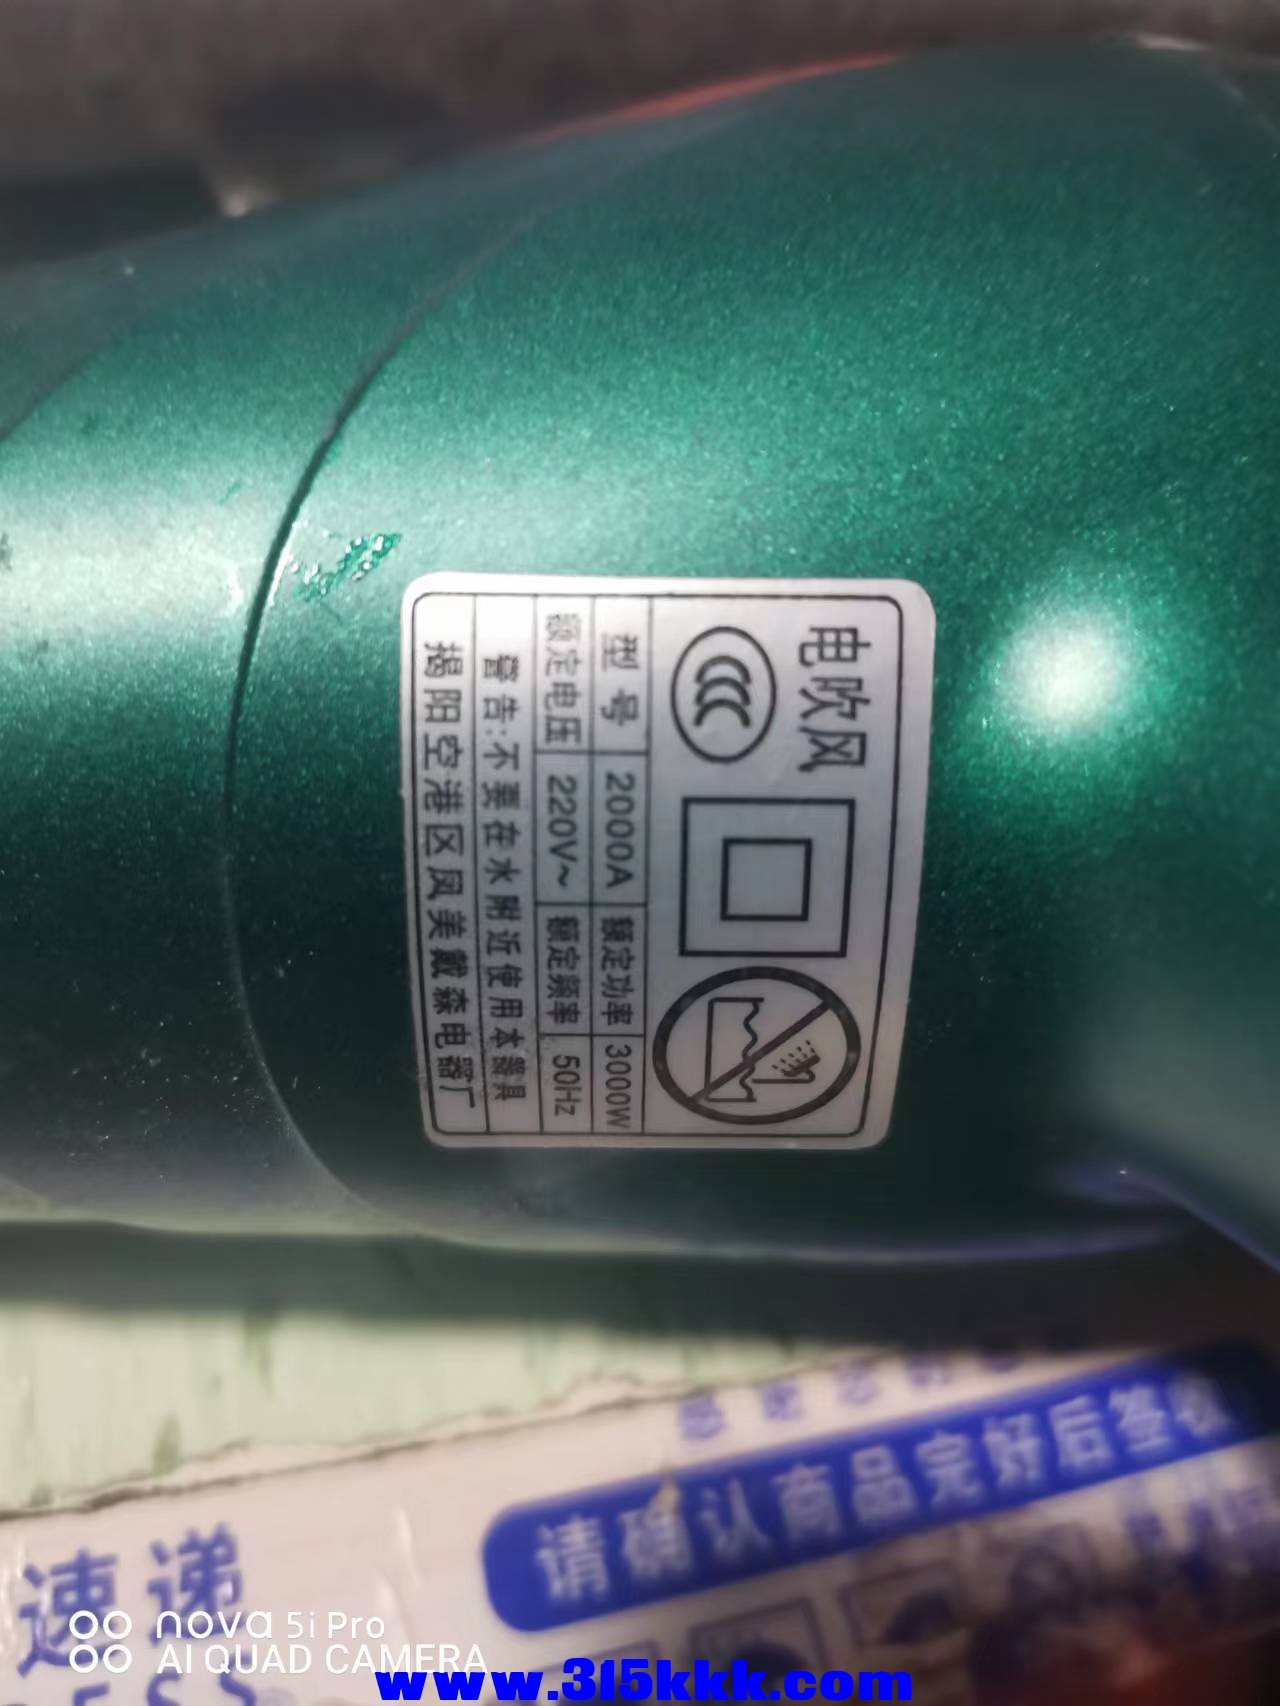 电吹风
型 号 2000A 额定功率 3000W
额定电压 220V~ 额定频率 50Hz
警告:不要在水附近使用本器具
揭阳空港区凤美戴森电器厂
请确认商品完好后签收
速递
nova 5i Pro
AI QUAD CAMERA
www.315kkk.com